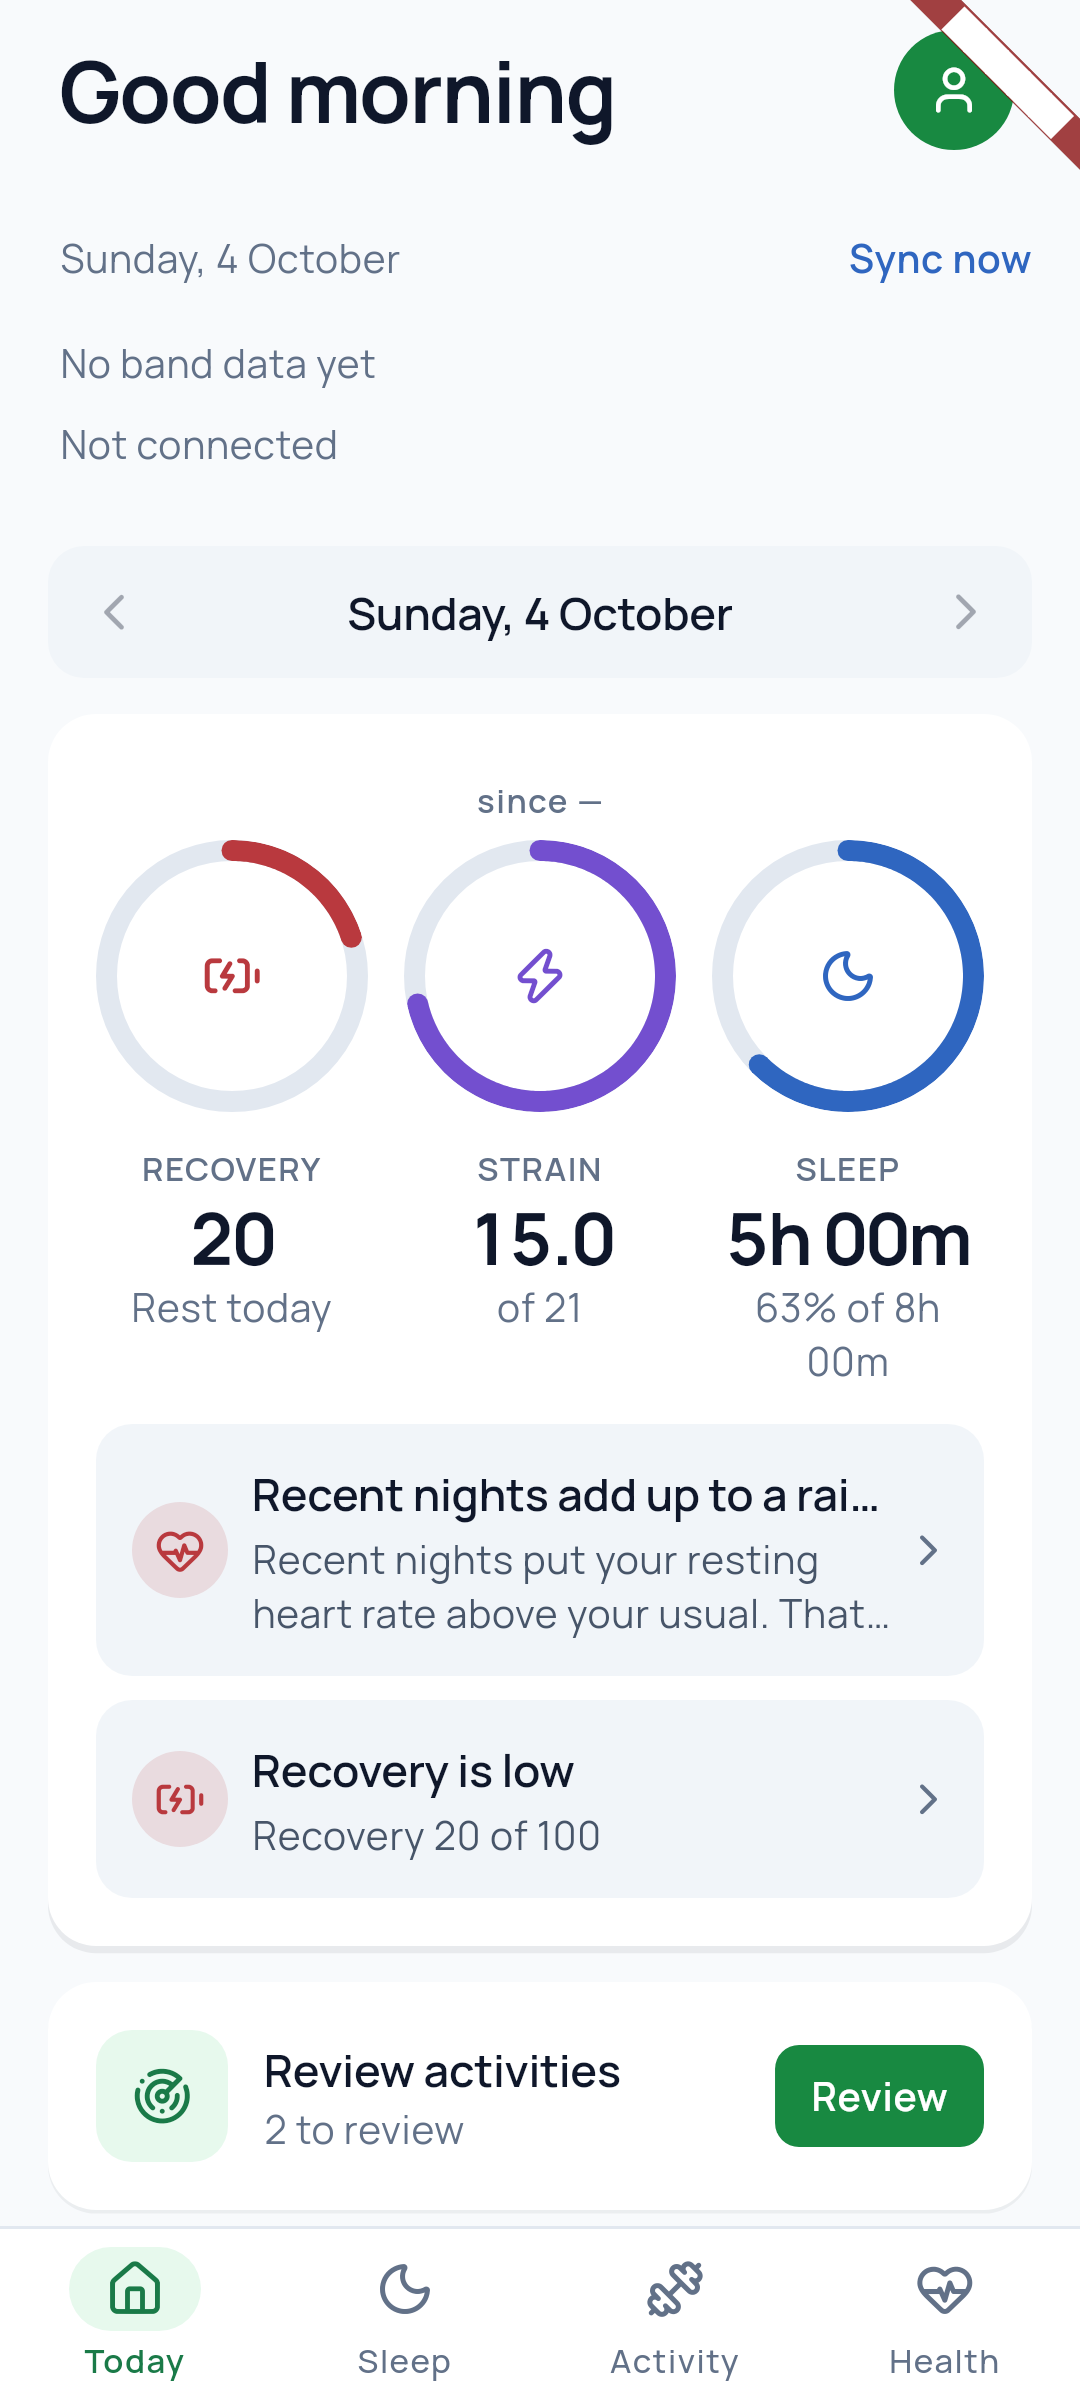 Good morning
Sunday, 4 October
Sync now
No band data yet
Not connected
Sunday, 4 October
since —
RECOVERY
20
Rest today
STRAIN
15.0
of 21
SLEEP
5h 00m
63% of 8h
00m
Recent nights add up to a rai...
Recent nights put your resting
heart rate above your usual. That...
Recovery is low
Recovery 20 of 100
Review activities
2 to review
Review
Today
Sleep
Activity
Health